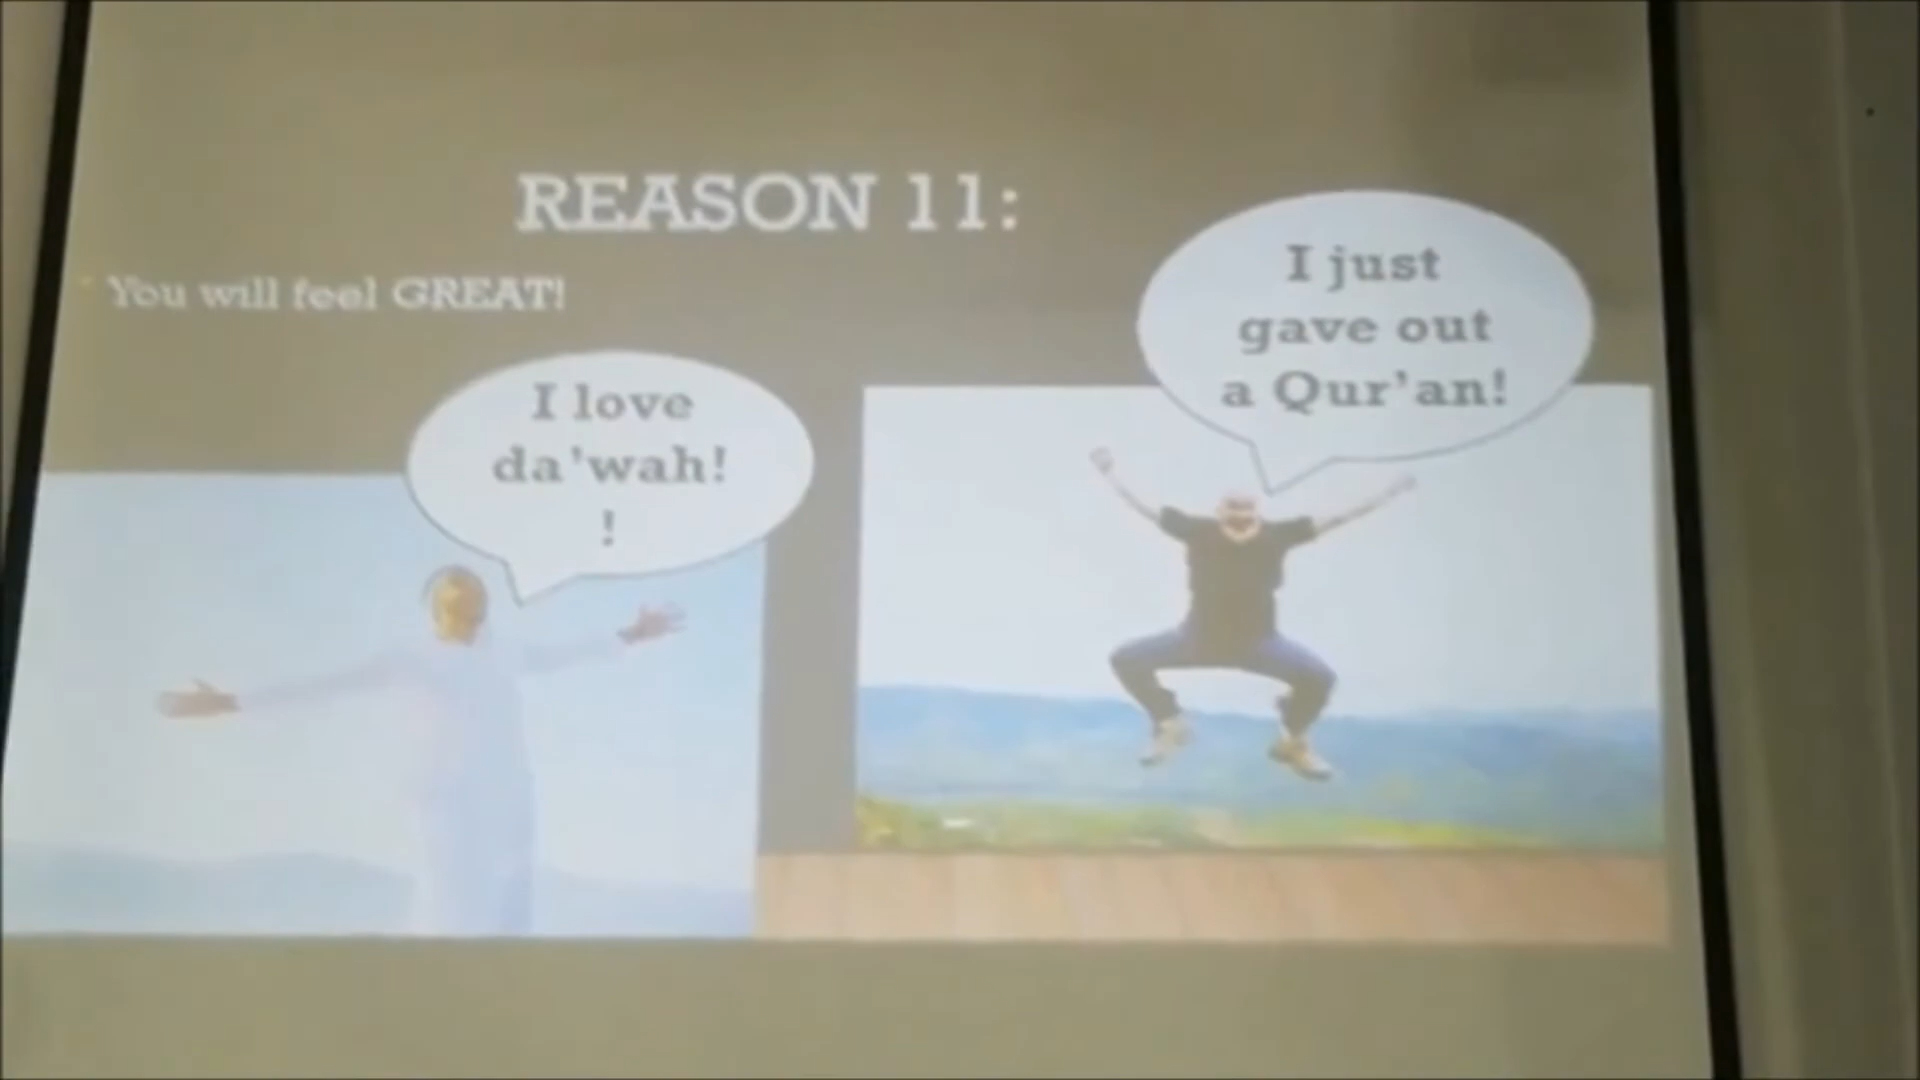 REASON 11:
You will feel GREAT!
I love
da'wah!
!
I just
gave out
a Qur'an!